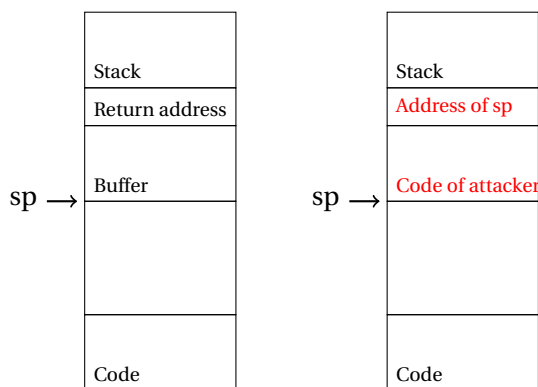 Stack
Return address
sp
Buffer
Code
Stack
Address of sp
sp
Code of attacker
Code